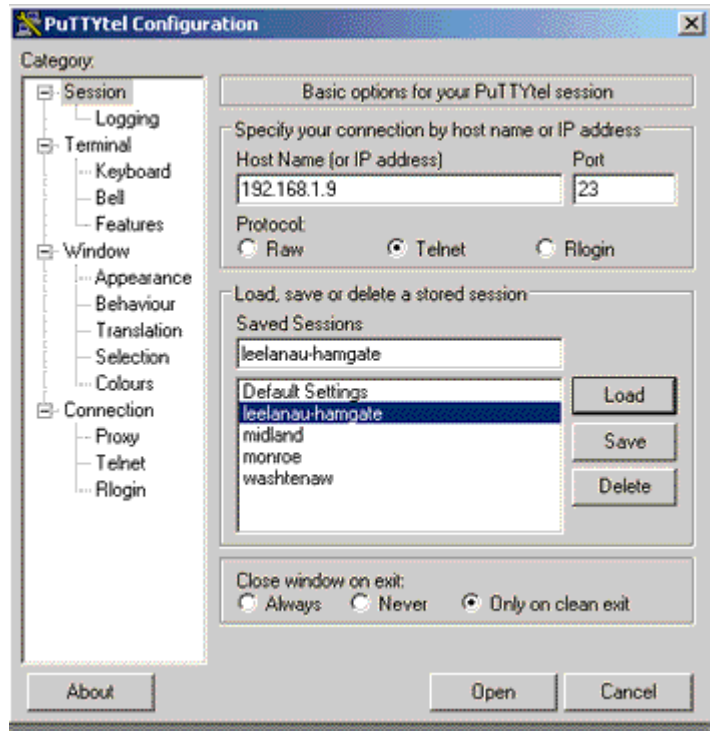 PuTTYtel Configuration
Category:
Session
Logging
Terminal
Keyboard
Bell
Features
Window
Appearance
Behaviour
Translation
Selection
Colours
Connection
Proxy
Telnet
Rlogin
Basic options for your PuTTYtel session
Specify your connection by host name or IP address
Host Name (or IP address) Port
192.168.1.9 23
Protocol:
Raw Telnet Rlogin
Load, save or delete a stored session
Saved Sessions
leelanau-hamgate
Default Settings
leelanau-hamgate
midland
monroe
washtenaw
Load
Save
Delete
Close window on exit:
Always Never Only on clean exit
About Open Cancel